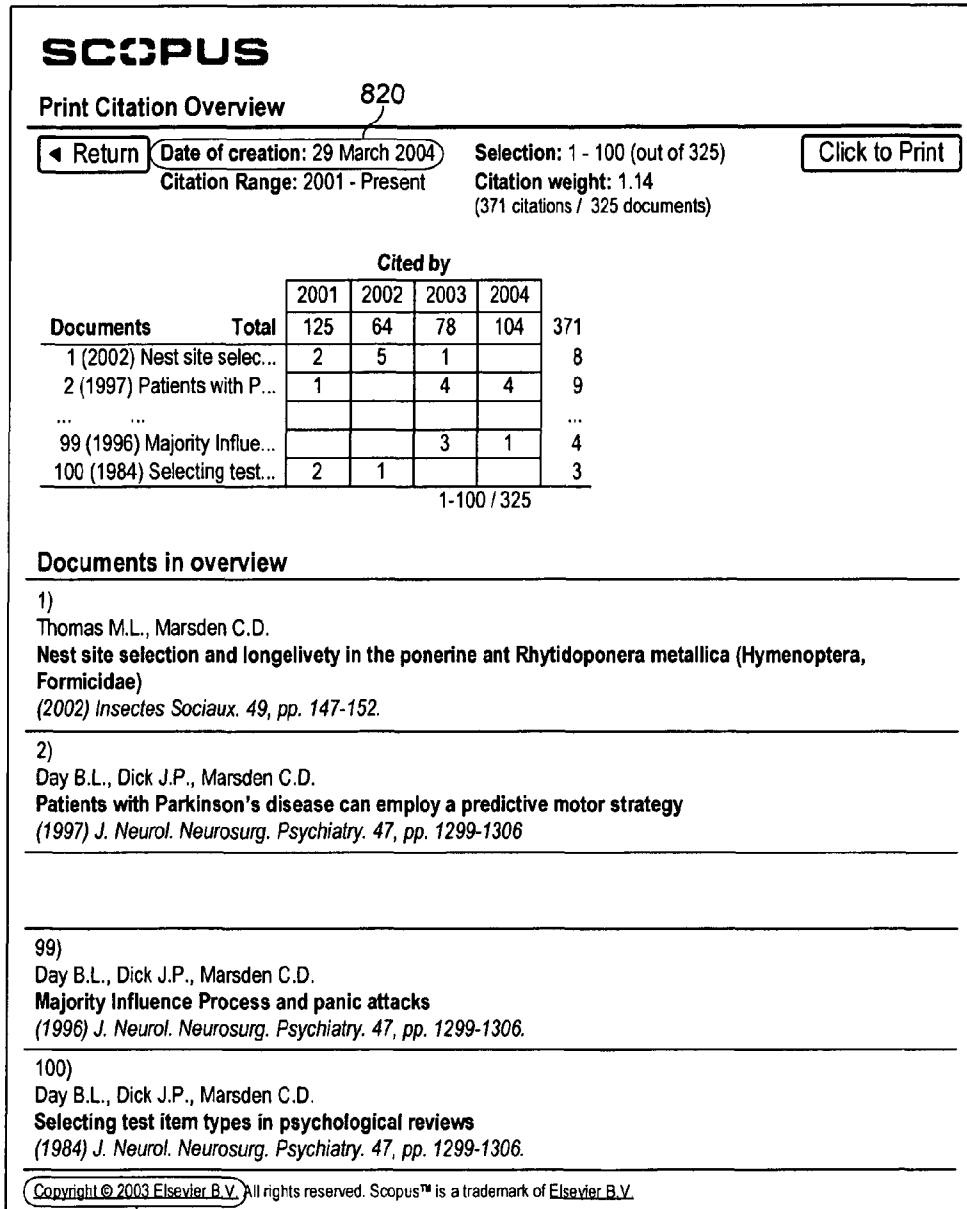 SCOPUS
Print Citation Overview
820
◄ Return Date of creation: 29 March 2004 Selection: 1 - 100 (out of 325) Click to Print
Citation Range: 2001 - Present Citation weight: 1.14
(371 citations / 325 documents)
Cited by
2001 2002 2003 2004
Documents Total 125 64 78 104 371
1 (2002) Nest site selec... 2 5 1 8
2 (1997) Patients with P... 1 4 4 9
... ... ...
99 (1996) Majority Influe... 3 1 4
100 (1984) Selecting test... 2 1 3
1-100 / 325
Documents in overview
1)
Thomas M.L., Marsden C.D.
Nest site selection and longelivety in the ponerine ant Rhytidoponera metallica (Hymenoptera,
Formicidae)
(2002) Insectes Sociaux. 49, pp. 147-152.
2)
Day B.L., Dick J.P., Marsden C.D.
Patients with Parkinson's disease can employ a predictive motor strategy
(1997) J. Neurol. Neurosurg. Psychiatry. 47, pp. 1299-1306
99)
Day B.L., Dick J.P., Marsden C.D.
Majority Influence Process and panic attacks
(1996) J. Neurol. Neurosurg. Psychiatry. 47, pp. 1299-1306.
100)
Day B.L., Dick J.P., Marsden C.D.
Selecting test item types in psychological reviews
(1984) J. Neurol. Neurosurg. Psychiatry. 47, pp. 1299-1306.
Copyright © 2003 Elsevier B.V. All rights reserved. Scopus™ is a trademark of Elsevier B.V.